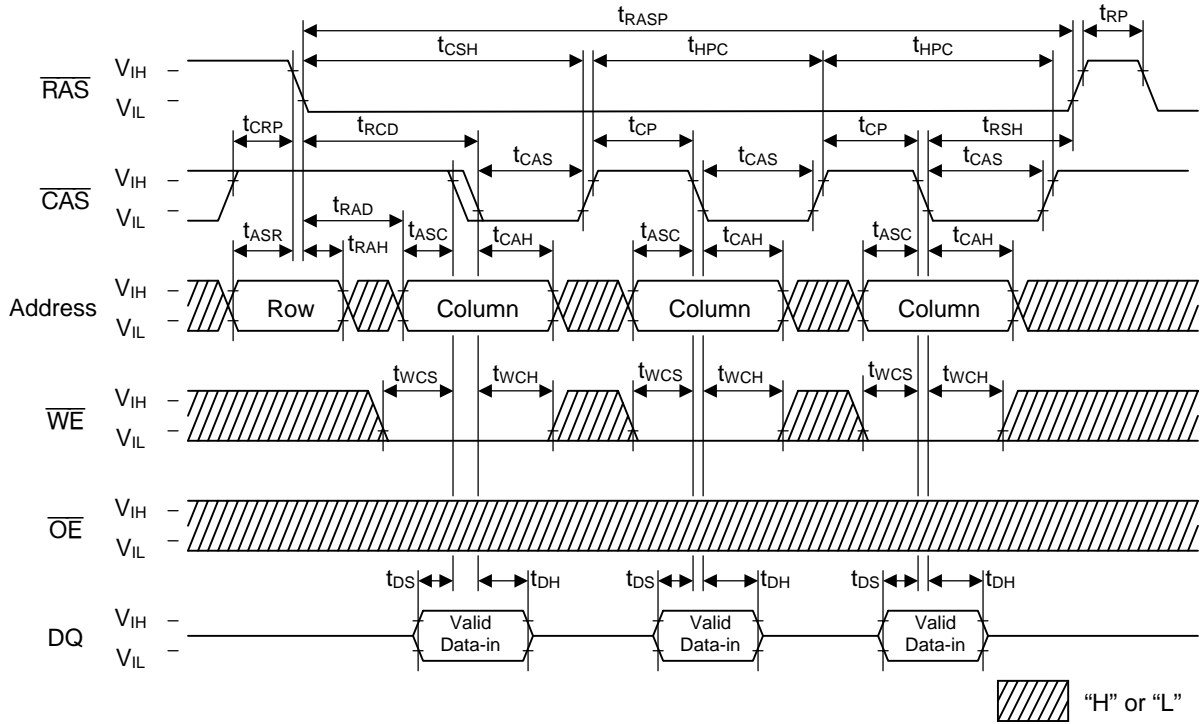 tRASP tRP
tCSH tHPC tHPC
RAS VIH
VIL
tCRP tRCD tCP tCP tRSH
tCAS tCAS tCAS
CAS VIH
VIL
tRAD
tASR tRAH tASC tCAH tASC tCAH tASC tCAH
Address VIH
VIL
Row Column Column Column
tWCS tWCH tWCS tWCH tWCS tWCH
WE VIH
VIL
OE VIH
VIL
tDS tDH tDS tDH tDS tDH
DQ VIH
VIL
Valid Data-in
Valid Data-in
Valid Data-in
“H” or “L”